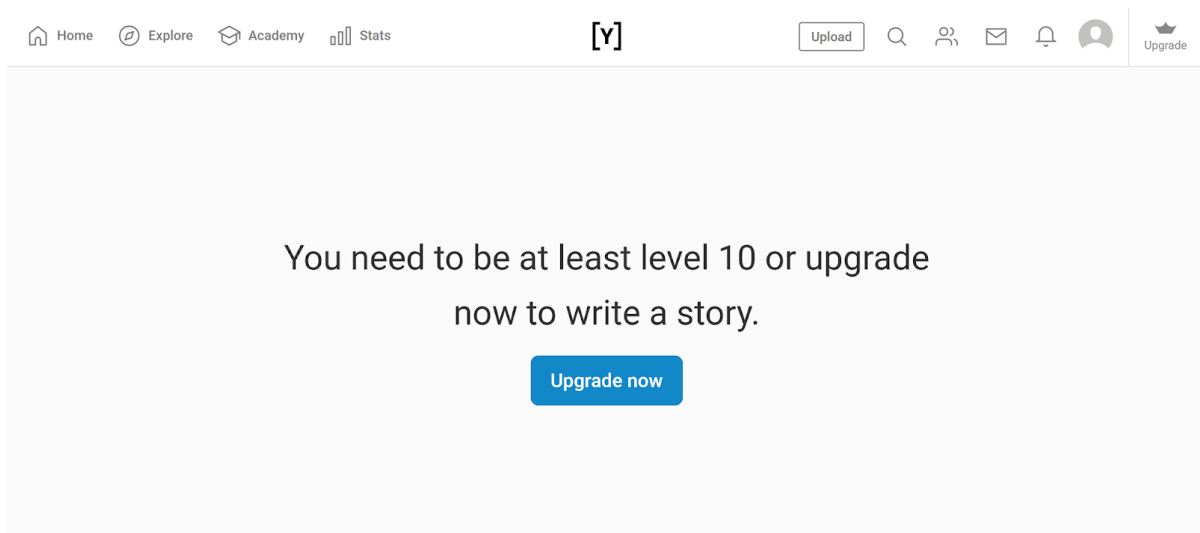 Home Explore Academy Stats [Y] Upload Upgrade
You need to be at least level 10 or upgrade
now to write a story.
Upgrade now